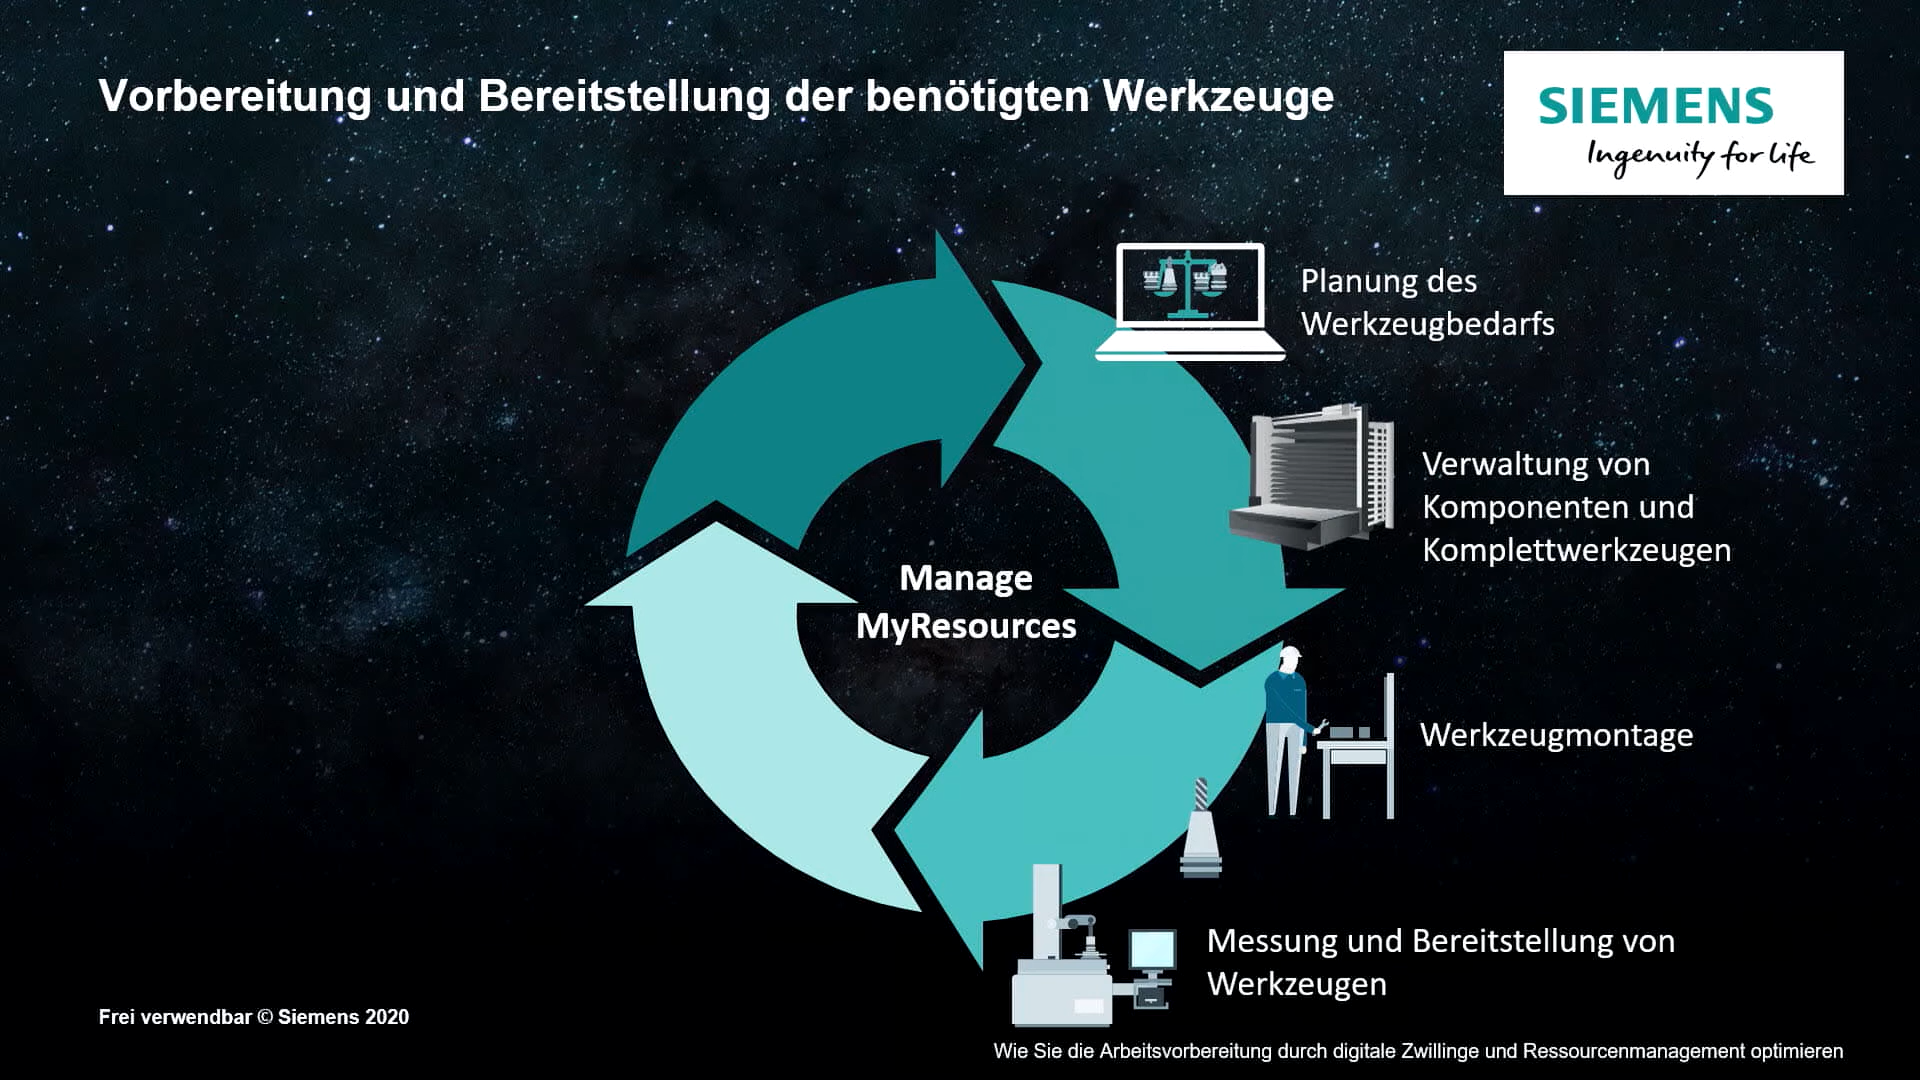 Vorbereitung und Bereitstellung der benötigten Werkzeuge
SIEMENS
Ingenuity for life
Planung des
Werkzeugbedarfs
Verwaltung von
Komponenten und
Komplettwerkzeugen
Manage
MyResources
Werkzeugmontage
Messung und Bereitstellung von
Werkzeugen
Frei verwendbar © Siemens 2020
Wie Sie die Arbeitsvorbereitung durch digitale Zwillinge und Ressourcenmanagement optimieren